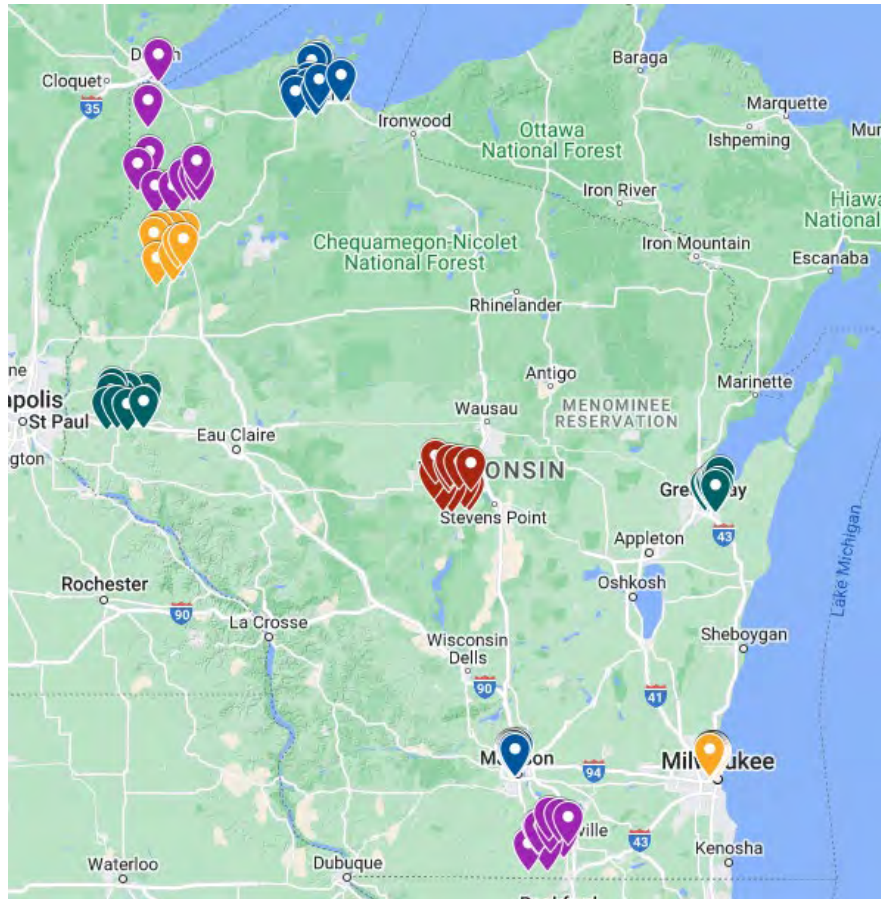 Cloquet
35
Baraga
Marquette
Ironwood
Ishpeming
Ottawa
National Forest
Iron River
Hiawa
National
Iron Mountain
Chequamegon-Nicolet
National Forest
Escanaba
Rhinelander
Antigo
Marinette
St Paul
Wausau
MENOMINEE
RESERVATION
Eau Claire
ONSIN
Stevens Point
43
Appleton
Lake Michigan
Rochester
Oshkosh
90
La Crosse
Sheboygan
Wisconsin
Dells
90
41
94
43
Kenosha
Waterloo
Dubuque